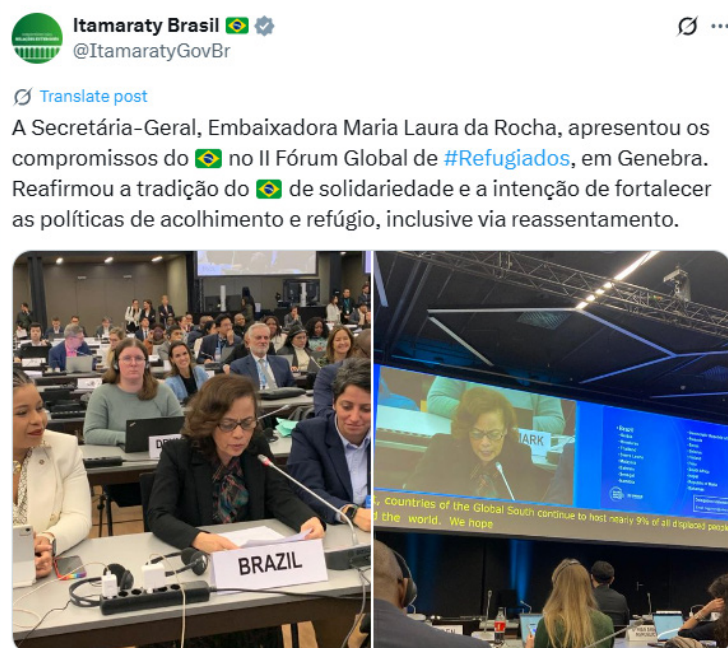 Itamaraty Brasil 🇧🇷
@ItamaratyGovBr
Translate post
A Secretária-Geral, Embaixadora Maria Laura da Rocha, apresentou os
compromissos do 🇧🇷 no II Fórum Global de #Refugiados, em Genebra.
Reafirmou a tradição do 🇧🇷 de solidariedade e a intenção de fortalecer
as políticas de acolhimento e refúgio, inclusive via reassentamento.
BRAZIL
MARK
Brazil
countries of the Global South continue to host nearly 9% of all displaced people
the world. We hope